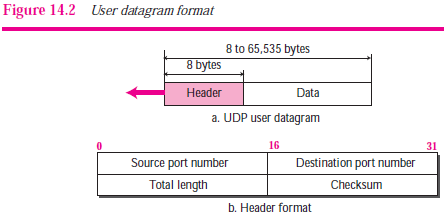 Figure 14.2 User datagram format
8 to 65,535 bytes
8 bytes
Header Data
a. UDP user datagram
0 16 31
Source port number Destination port number
Total length Checksum
b. Header format